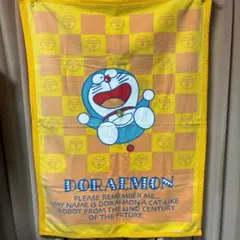 DORAEMON
PLEASE REMEMBER ME.
MY NAME IS DORAEMON, A CAT-LIKE
ROBOT FROM THE 22ND CENTURY
OF THE FUTURE.